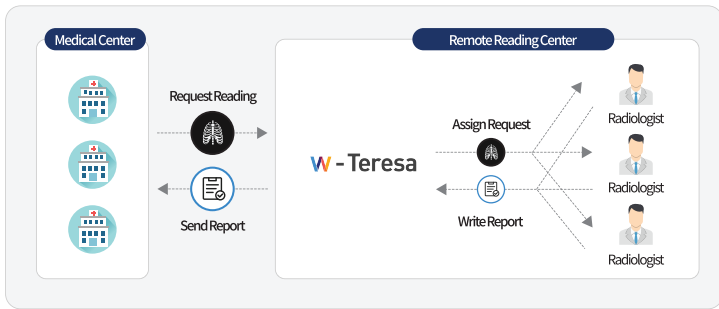 Medical Center
Remote Reading Center
Request Reading
Send Report
W - Teresa
Assign Request
Write Report
Radiologist
Radiologist
Radiologist